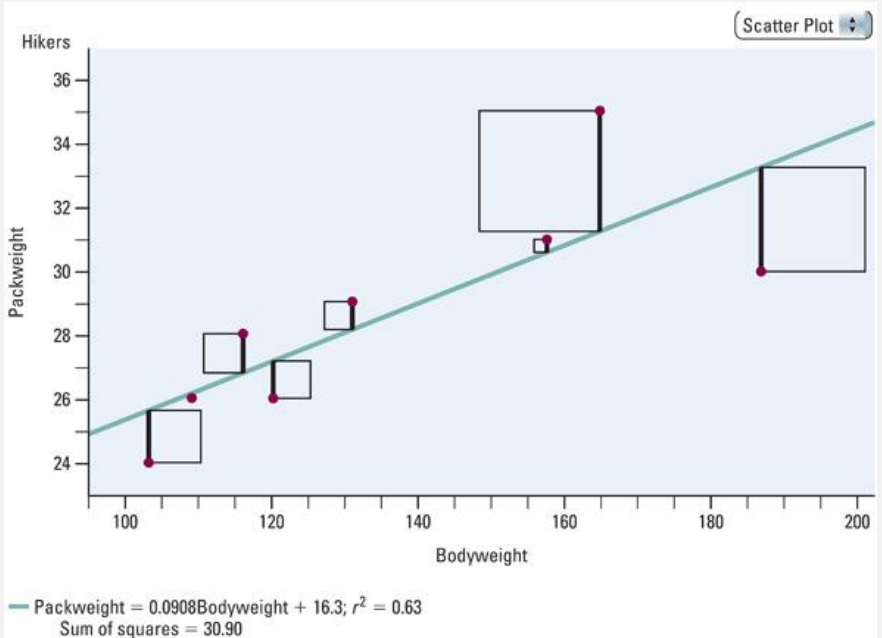 Scatter Plot
Hikers
36
34
32
30
28
26
24
Packweight
100 120 140 160 180 200
Bodyweight
Packweight = 0.0908Bodyweight + 16.3; r² = 0.63
Sum of squares = 30.90